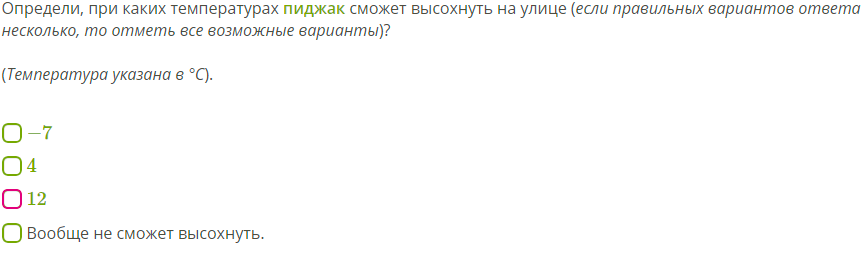 Определи, при каких температурах пиджак сможет высохнуть на улице (если правильных вариантов ответа
несколько, то отметь все возможные варианты)?
(Температура указана в °C).
−7
4
12
Вообще не сможет высохнуть.